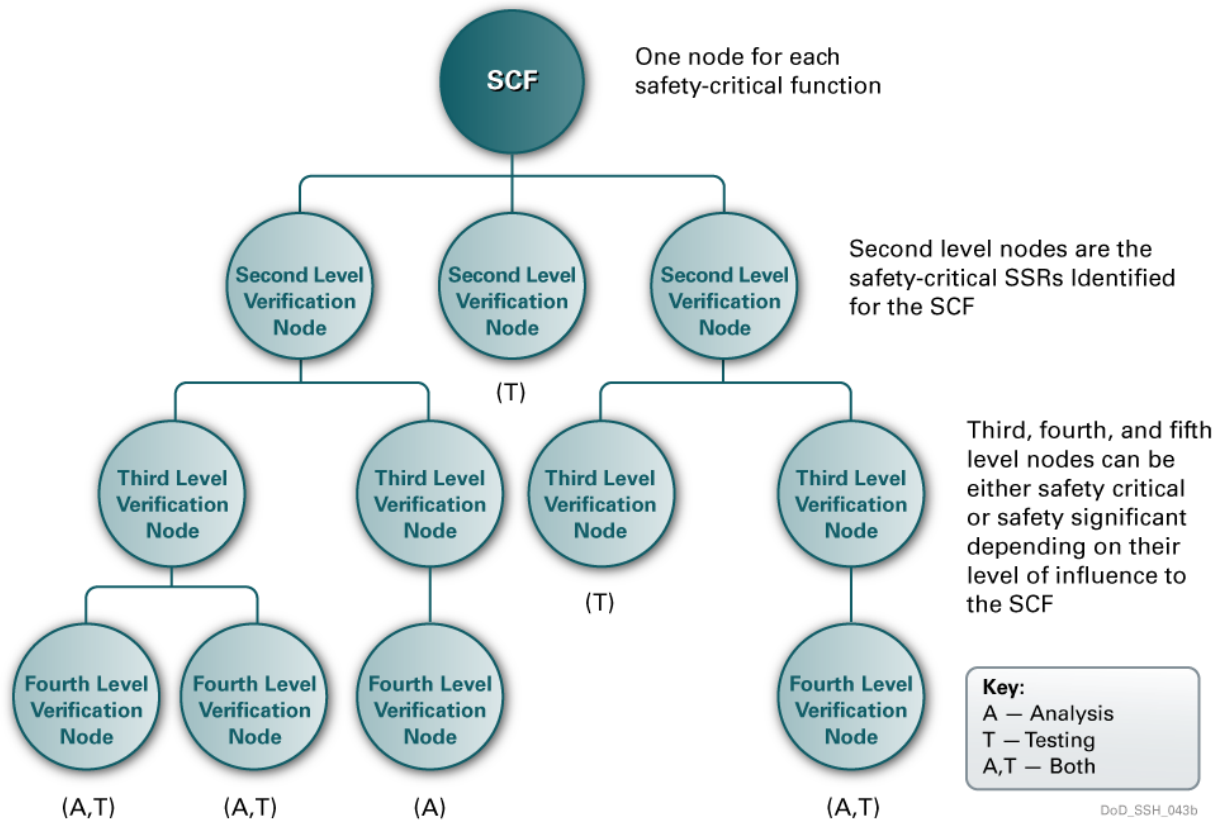 SCF
One node for each
safety-critical function
Second Level
Verification
Node
Second Level
Verification
Node
Second Level
Verification
Node
Second level nodes are the
safety-critical SSRs Identified
for the SCF
(T)
Third Level
Verification
Node
Third Level
Verification
Node
Third Level
Verification
Node
Third Level
Verification
Node
Third, fourth, and fifth
level nodes can be
either safety critical
or safety significant
depending on their
level of influence to
the SCF
(T)
Fourth Level
Verification
Node
Fourth Level
Verification
Node
Fourth Level
Verification
Node
Fourth Level
Verification
Node
Key:
A — Analysis
T — Testing
A,T — Both
(A,T)
(A,T)
(A)
(A,T)
DoD_SSH_043b